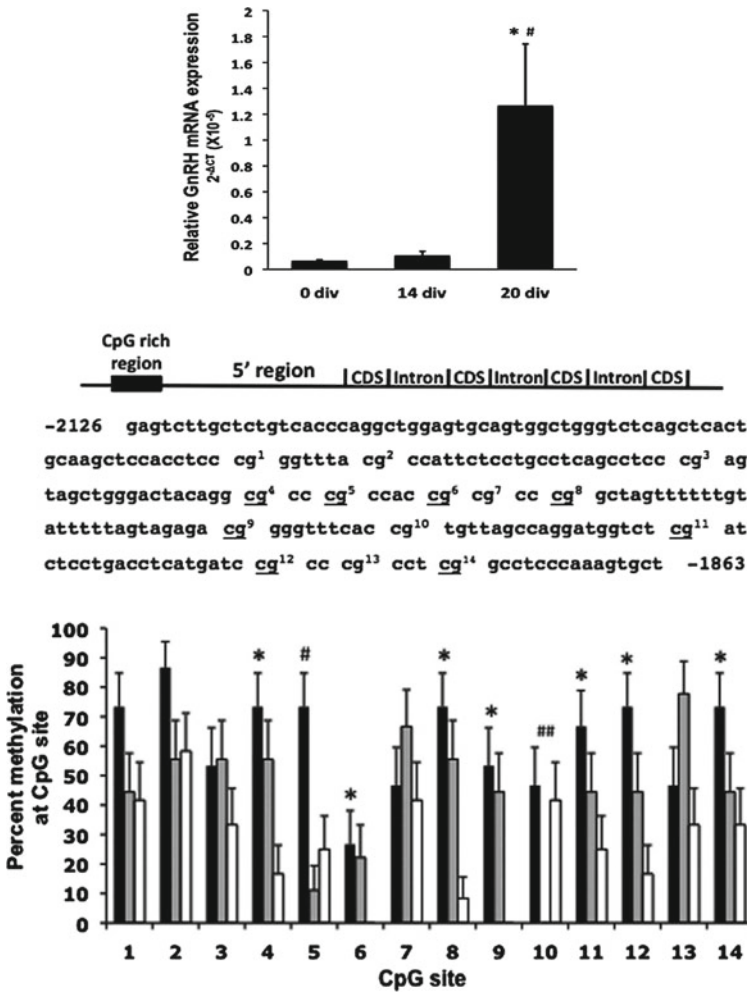 2
1.8
1.6
1.4
1.2
1
0.8
0.6
0.4
0.2
0
Relative GnRH mRNA expression
2-ΔCT (X10-5)
* #
0 div 14 div 20 div
CpG rich
region
5’ region |CDS|Intron|CDS|Intron|CDS|Intron|CDS|
-2126 gagtcttgctctgtcacccaggctggagtgcagtggctgggtctcagctcact
gcaagctccacctccc cg1 ggttta cg2 ccattctcctgcctcagcctcc cg3 ag
tagctgggactacagg cg4 cc cg5 ccac cg6 cg7 cc cg8 gctagttttttgt
atttttagtagaga cg9 gggtttcac cg10 tgttagccaggatggtct cg11 at
ctcctgacctcatgatc cg12 cc cg13 cct cg14 gcctcccaaagtgct -1863
100
90
80
70
60
50
40
30
20
10
0
Percent methylation
at CpG site
* # * * * ## * * *
1 2 3 4 5 6 7 8 9 10 11 12 13 14
CpG site